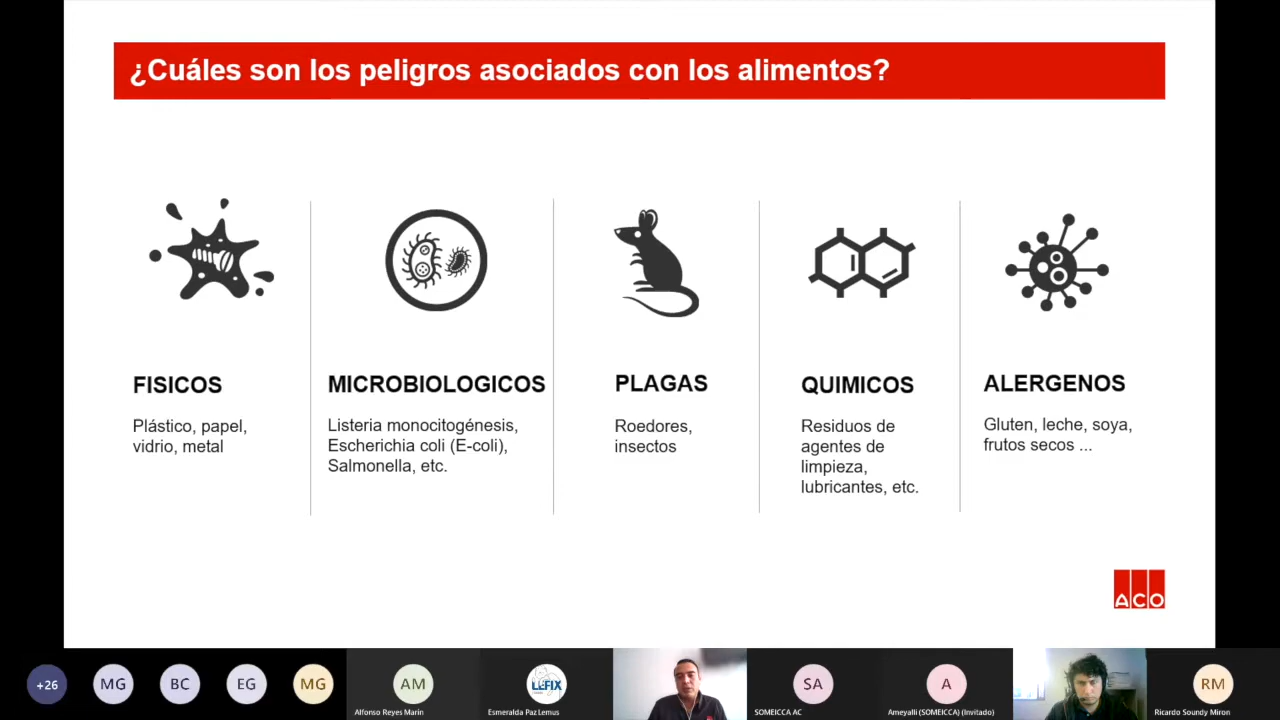 ¿Cuáles son los peligros asociados con los alimentos?
FISICOS
Plástico, papel,
vidrio, metal
MICROBIOLOGICOS
Listeria monocitogénesis,
Escherichia coli (E-coli),
Salmonella, etc.
PLAGAS
Roedores,
insectos
QUIMICOS
Residuos de
agentes de
limpieza,
lubricantes, etc.
ALERGENOS
Gluten, leche, soya,
frutos secos ...
ACO
+26
MG
BC
EG
MG
AM
Alfonso Reyes Marin
LEFIX
Esmeralda Paz Lemus
SA
SOMEICCA AC
A
Ameyalli (SOMEICCA) (Invitado)
RM
Ricardo Soundy Miron